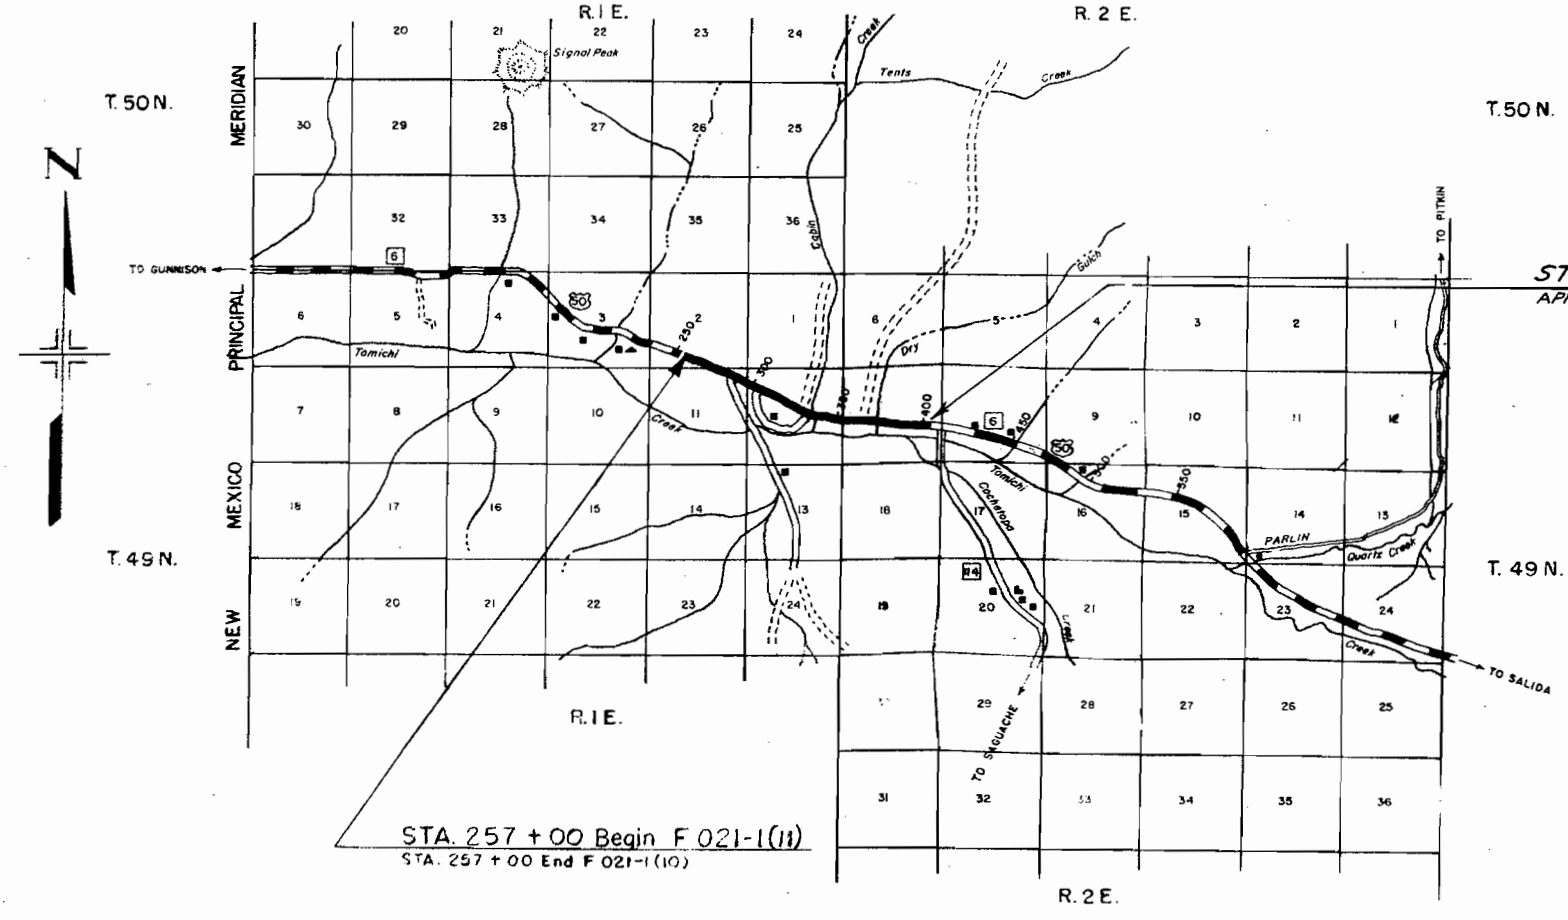 R. 1 E.
R. 2 E.
20 21 22 23 24
Creek
Signal Peak
Tents Creek
T. 50 N.
T. 50 N.
MERIDIAN
30 29 28 27 26 25
N
32 33 34 35 36
Cabin
TO PITKIN
6
TO GUNNISON
Gulch
ST
50
PRINCIPAL
6 5 4 3 2 1 6 5 4 3 2 1
250
Dry
Tomichi
300
400
7 8 9 10 11 9 10 11 12
Creek
6
450
50
MEXICO
Tomichi
550
Cochetopa
18 17 16 15 14 13 18 17 16 15 14 13
PARLIN
Quartz Creek
T. 49 N.
T. 49 N.
114
NEW
19 20 21 22 23 24 19 20 21 22 23 24
Creek
Creek
TO SALIDA
29 28 27 26 25
R. 1 E.
TO SAGUACHE
31 32 33 34 35 36
STA. 257 + 00 Begin F 021-1(11)
STA. 257 + 00 End F 021-1(10)
R. 2 E.